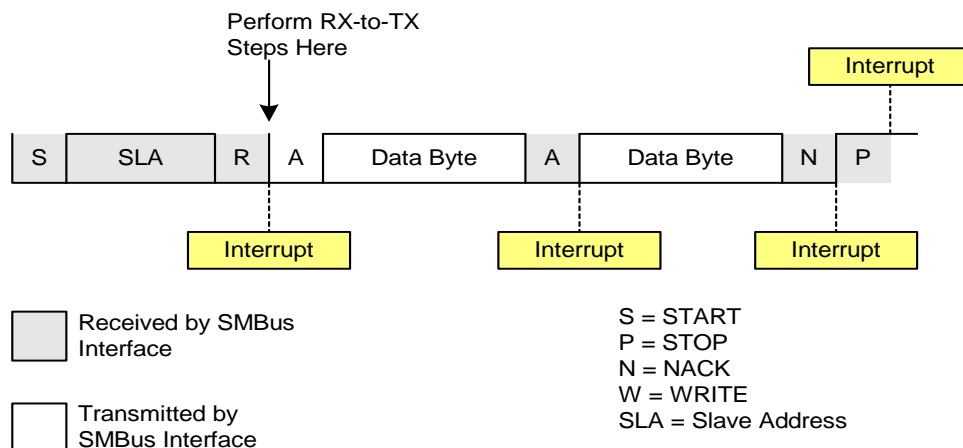 Perform RX-to-TX
Steps Here
Interrupt
S SLA R A Data Byte A Data Byte N P
Interrupt Interrupt Interrupt
Received by SMBus
Interface
Transmitted by
SMBus Interface
S = START
P = STOP
N = NACK
W = WRITE
SLA = Slave Address